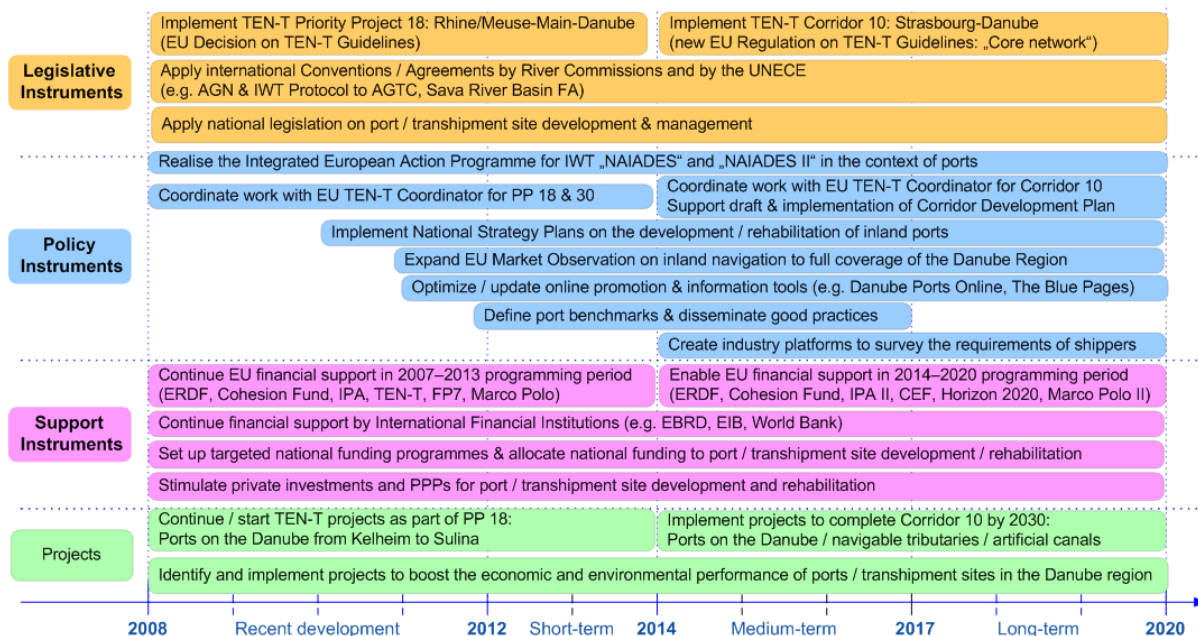 Legislative
Instruments
Implement TEN-T Priority Project 18: Rhine/Meuse-Main-Danube
(EU Decision on TEN-T Guidelines)
Implement TEN-T Corridor 10: Strasbourg-Danube
(new EU Regulation on TEN-T Guidelines: „Core network“)
Apply international Conventions / Agreements by River Commissions and by the UNECE
(e.g. AGN & IWT Protocol to AGTC, Sava River Basin FA)
Apply national legislation on port / transhipment site development & management
Policy
Instruments
Realise the Integrated European Action Programme for IWT „NAIADES“ and „NAIADES II“ in the context of ports
Coordinate work with EU TEN-T Coordinator for PP 18 & 30
Coordinate work with EU TEN-T Coordinator for Corridor 10
Support draft & implementation of Corridor Development Plan
Implement National Strategy Plans on the development / rehabilitation of inland ports
Expand EU Market Observation on inland navigation to full coverage of the Danube Region
Optimize / update online promotion & information tools (e.g. Danube Ports Online, The Blue Pages)
Define port benchmarks & disseminate good practices
Create industry platforms to survey the requirements of shippers
Support
Instruments
Continue EU financial support in 2007–2013 programming period
(ERDF, Cohesion Fund, IPA, TEN-T, FP7, Marco Polo)
Enable EU financial support in 2014–2020 programming period
(ERDF, Cohesion Fund, IPA II, CEF, Horizon 2020, Marco Polo II)
Continue financial support by International Financial Institutions (e.g. EBRD, EIB, World Bank)
Set up targeted national funding programmes & allocate national funding to port / transhipment site development / rehabilitation
Stimulate private investments and PPPs for port / transhipment site development and rehabilitation
Projects
Continue / start TEN-T projects as part of PP 18:
Ports on the Danube from Kelheim to Sulina
Implement projects to complete Corridor 10 by 2030:
Ports on the Danube / navigable tributaries / artificial canals
Identify and implement projects to boost the economic and environmental performance of ports / transhipment sites in the Danube region
2008 Recent development 2012 Short-term 2014 Medium-term 2017 Long-term 2020